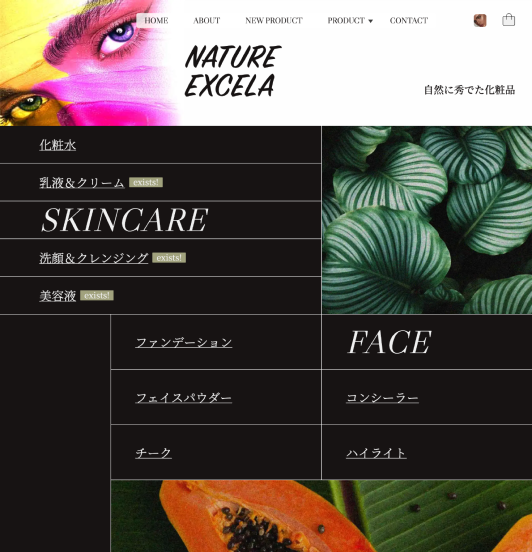 HOME ABOUT NEW PRODUCT PRODUCT CONTACT
NATURE
EXCELA
自然に秀でた化粧品
化粧水
乳液&クリーム exists!
SKINCARE
洗顔&クレンジング exists!
美容液 exists!
ファンデーション
FACE
フェイスパウダー
コンシーラー
チーク
ハイライト